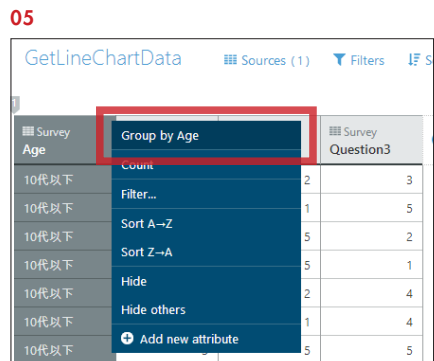 05
GetLineChartData Sources (1) Filters
1
Survey Survey
Age Group by Age Question3
Count
10代以下 2 3
Filter...
10代以下 1 5
Sort A→Z
10代以下 5 2
Sort Z→A
10代以下 5 1
Hide
10代以下 2 4
Hide others
10代以下 1 4
Add new attribute
10代以下 5 5